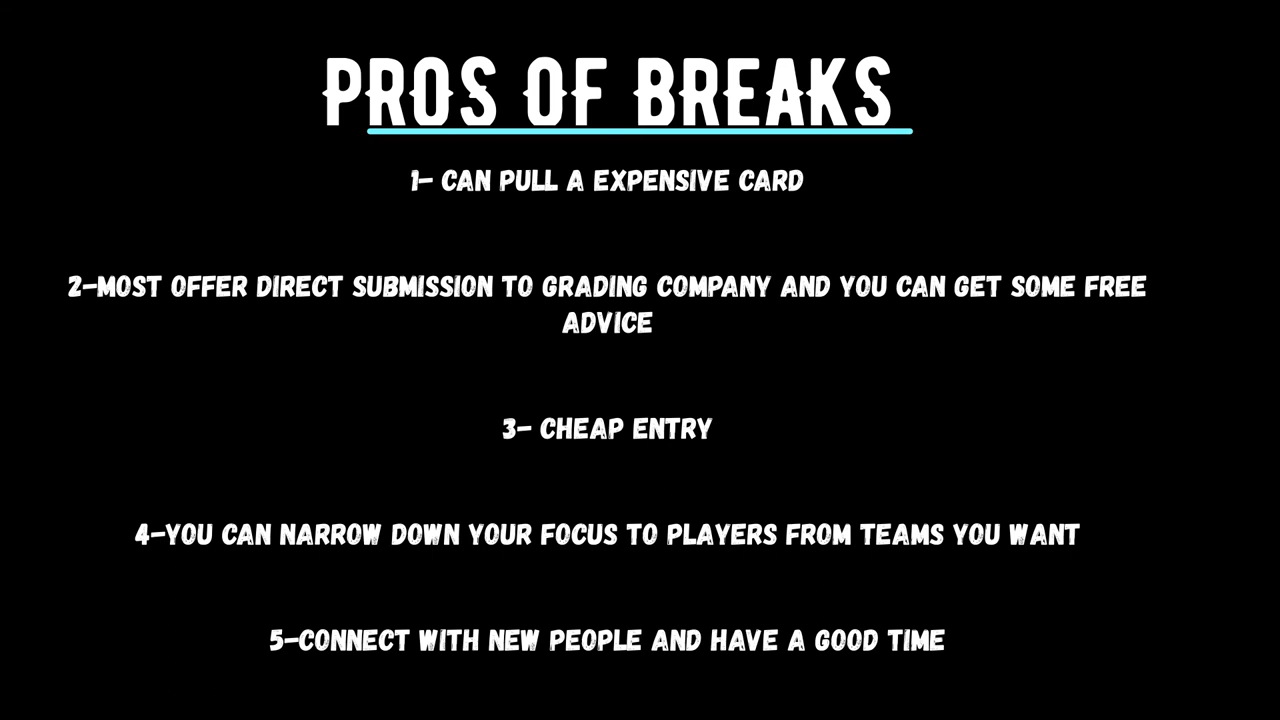 PROS OF BREAKS
1- CAN PULL A EXPENSIVE CARD
2-MOST OFFER DIRECT SUBMISSION TO GRADING COMPANY AND YOU CAN GET SOME FREE
ADVICE
3- CHEAP ENTRY
4-YOU CAN NARROW DOWN YOUR FOCUS TO PLAYERS FROM TEAMS YOU WANT
5-CONNECT WITH NEW PEOPLE AND HAVE A GOOD TIME